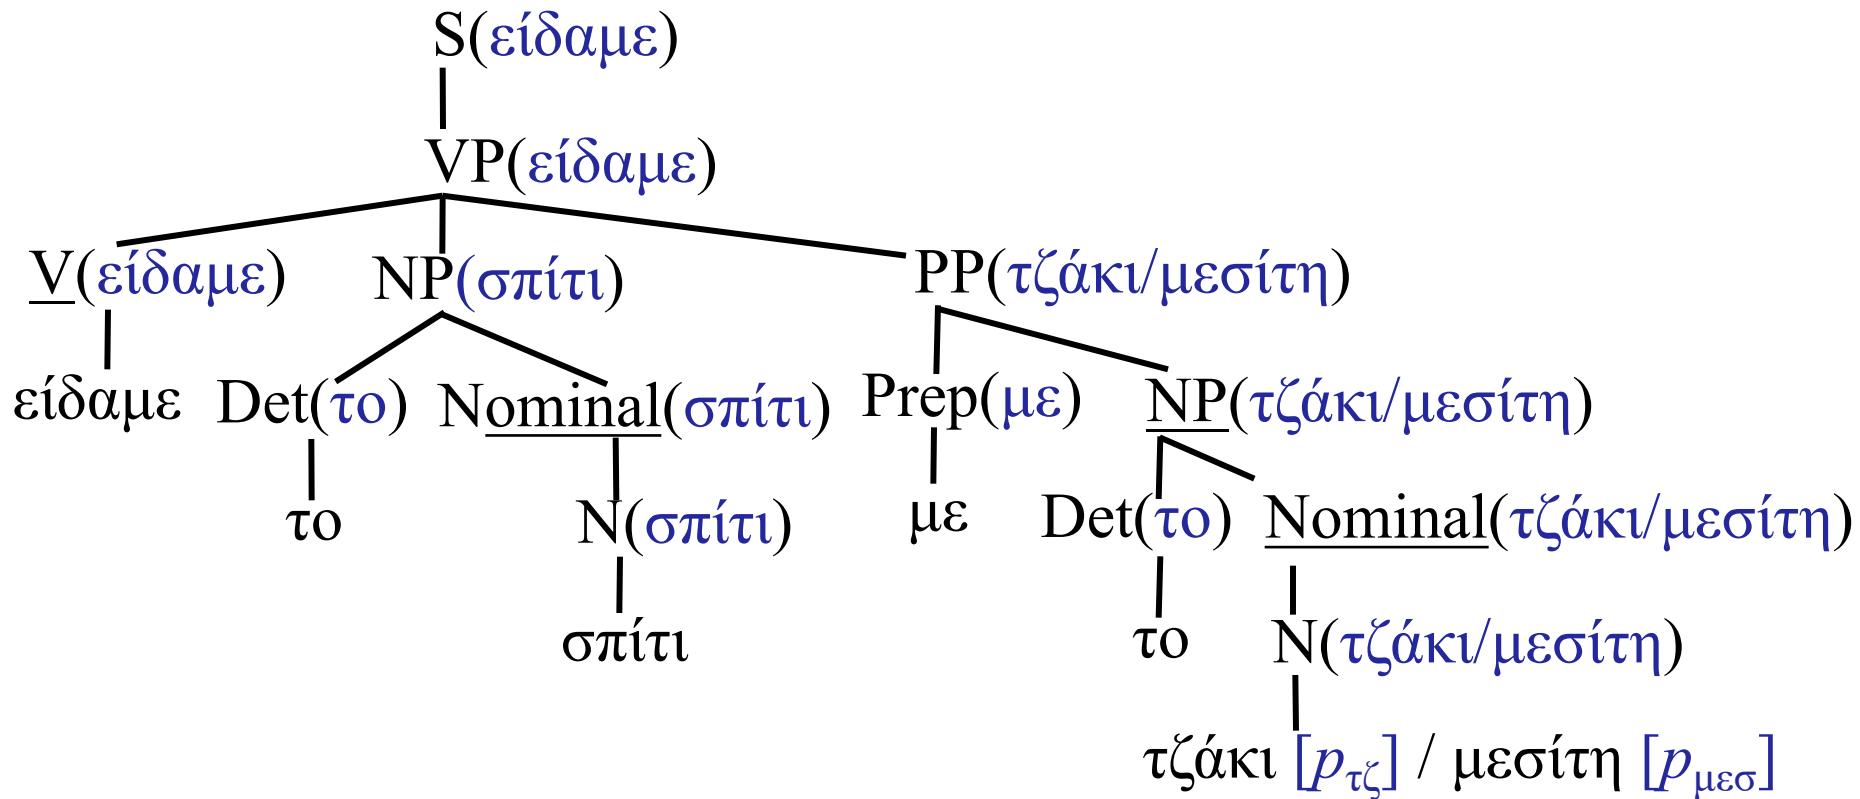 S(είδαμε)
VP(είδαμε)
V(είδαμε) NP(σπίτι) PP(τζάκι/μεσίτη)
είδαμε Det(το) Nominal(σπίτι) Prep(με) NP(τζάκι/μεσίτη)
το N(σπίτι) με Det(το) Nominal(τζάκι/μεσίτη)
σπίτι το N(τζάκι/μεσίτη)
τζάκι [pτζ] / μεσίτη [pμεσ]